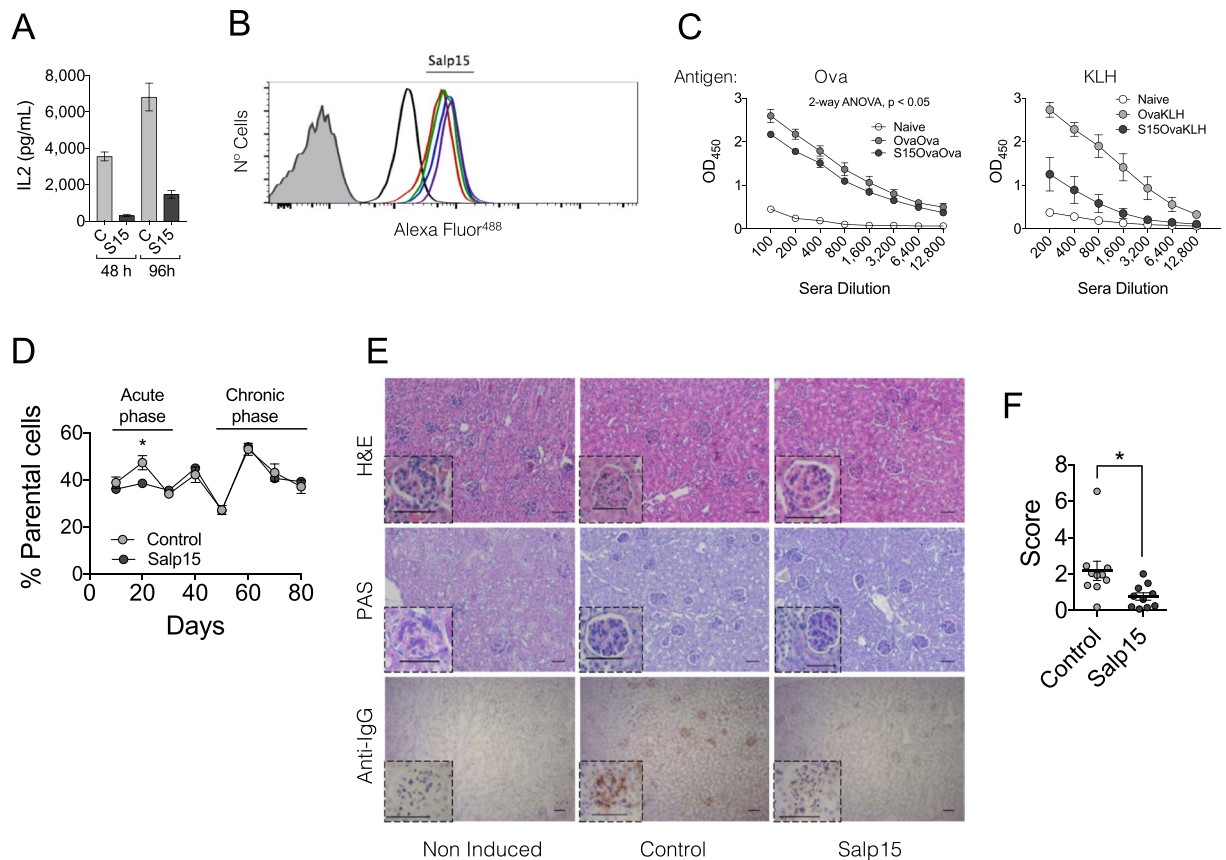 A
IL2 (pg/mL)
8,000
6,000
4,000
2,000
0
C
S15
C
S15
48 h
96h
B
Salp15
Nº Cells
Alexa Fluor⁴⁸⁸
C
Antigen:
Ova
2-way ANOVA, p < 0.05
Naive
OvaOva
S15OvaOva
OD450
3
2
1
0
100
200
400
800
1,600
3,200
6,400
12,800
Sera Dilution
KLH
Naive
OvaKLH
S15OvaKLH
OD450
3
2
1
0
200
400
800
1,600
3,200
6,400
12,800
Sera Dilution
D
Acute
phase
Chronic
phase
*
% Parental cells
60
40
20
0
Control
Salp15
0
20
40
60
80
Days
E
H&E
PAS
Anti-IgG
Non Induced
Control
Salp15
F
*
Score
8
6
4
2
0
Control
Salp15